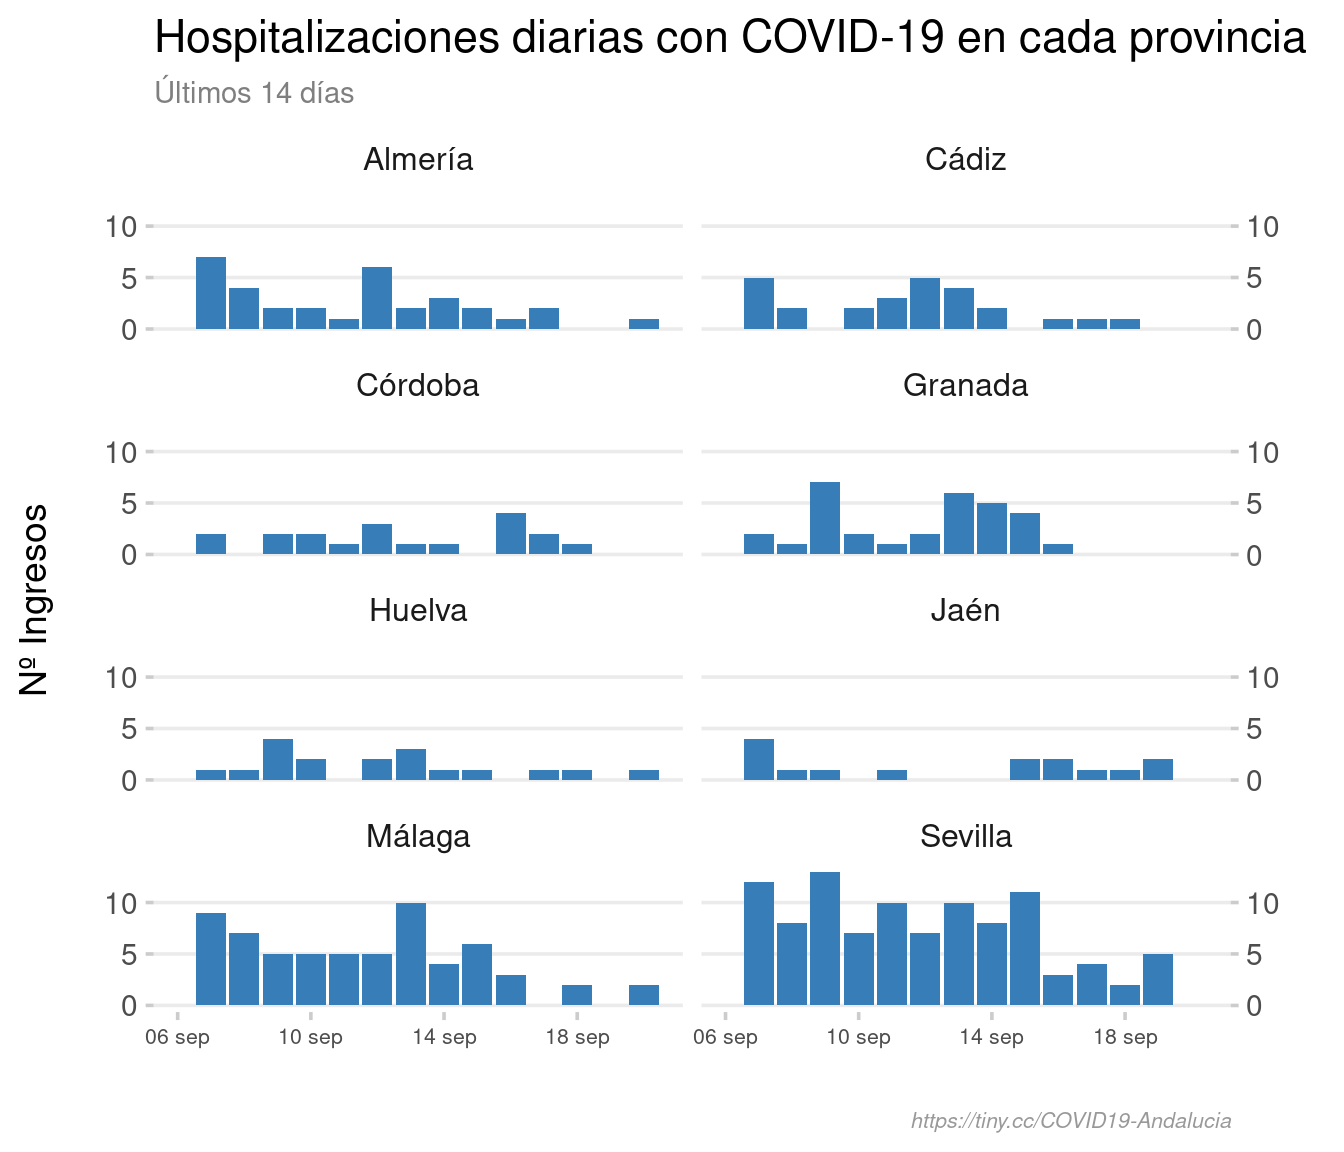 Hospitalizaciones diarias con COVID-19 en cada provincia
Últimos 14 días
Almería
Cádiz
10
5
0
10
5
0
Córdoba
Granada
10
5
0
10
5
0
Nº Ingresos
Huelva
Jaén
10
5
0
10
5
0
Málaga
Sevilla
10
5
0
10
5
0
06 sep 10 sep 14 sep 18 sep
06 sep 10 sep 14 sep 18 sep
https://tiny.cc/COVID19-Andalucia